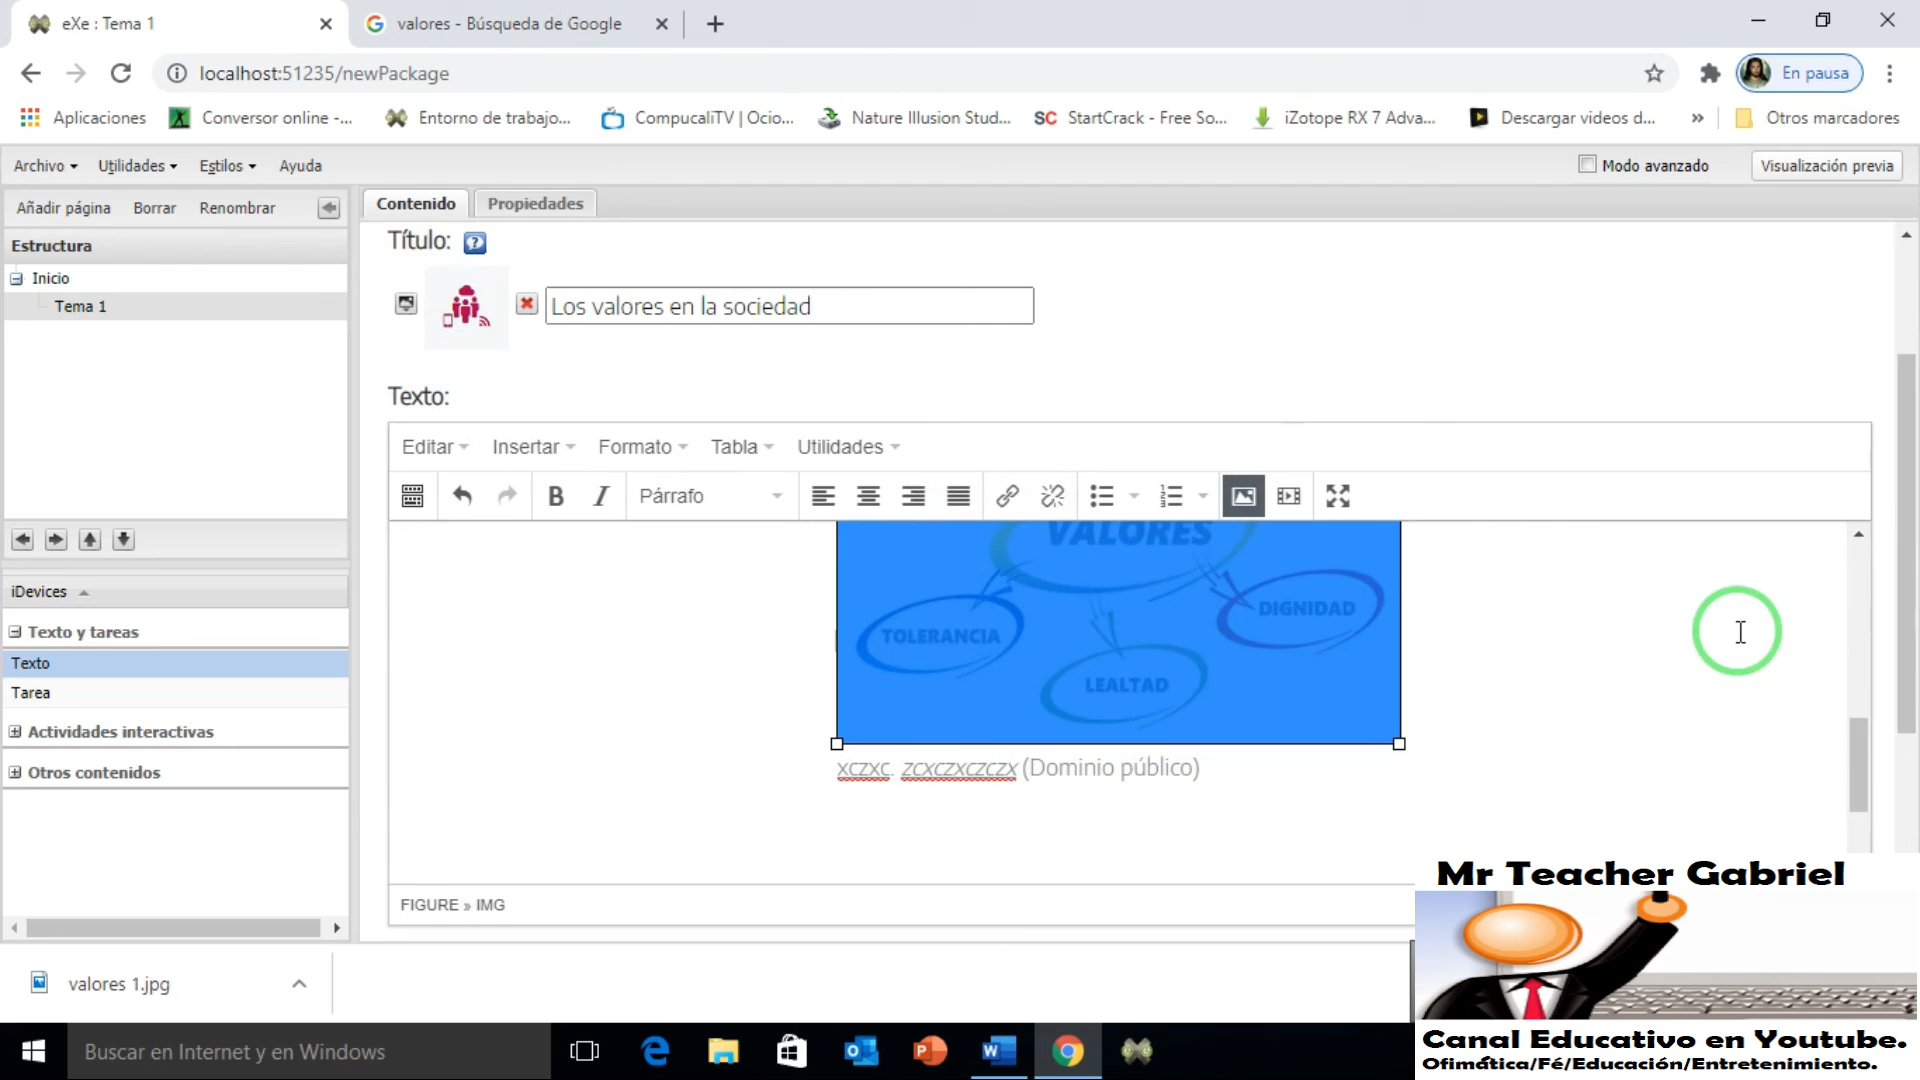 eXe : Tema 1
valores - Búsqueda de Google
localhost:51235/newPackage
En pausa
Aplicaciones
Conversor online -...
Entorno de trabajo...
CompucaliTV | Ocio...
Nature Illusion Stud...
SC StartCrack - Free So...
iZotope RX 7 Adva...
Descargar videos d...
»
Otros marcadores
Archivo Utilidades Estilos Ayuda
Modo avanzado
Visualización previa
Añadir página Borrar Renombrar
Contenido Propiedades
Estructura
Inicio
Tema 1
Título:
Los valores en la sociedad
Texto:
Editar Insertar Formato Tabla Utilidades
B I Párrafo
VALORES
TOLERANCIA
DIGNIDAD
LEALTAD
xczxc. zcxczxczczx (Dominio público)
iDevices
Texto y tareas
Texto
Tarea
Actividades interactivas
Otros contenidos
FIGURE » IMG
valores 1.jpg
Buscar en Internet y en Windows
Mr Teacher Gabriel
Canal Educativo en Youtube.
Ofimática/Fé/Educación/Entretenimiento.